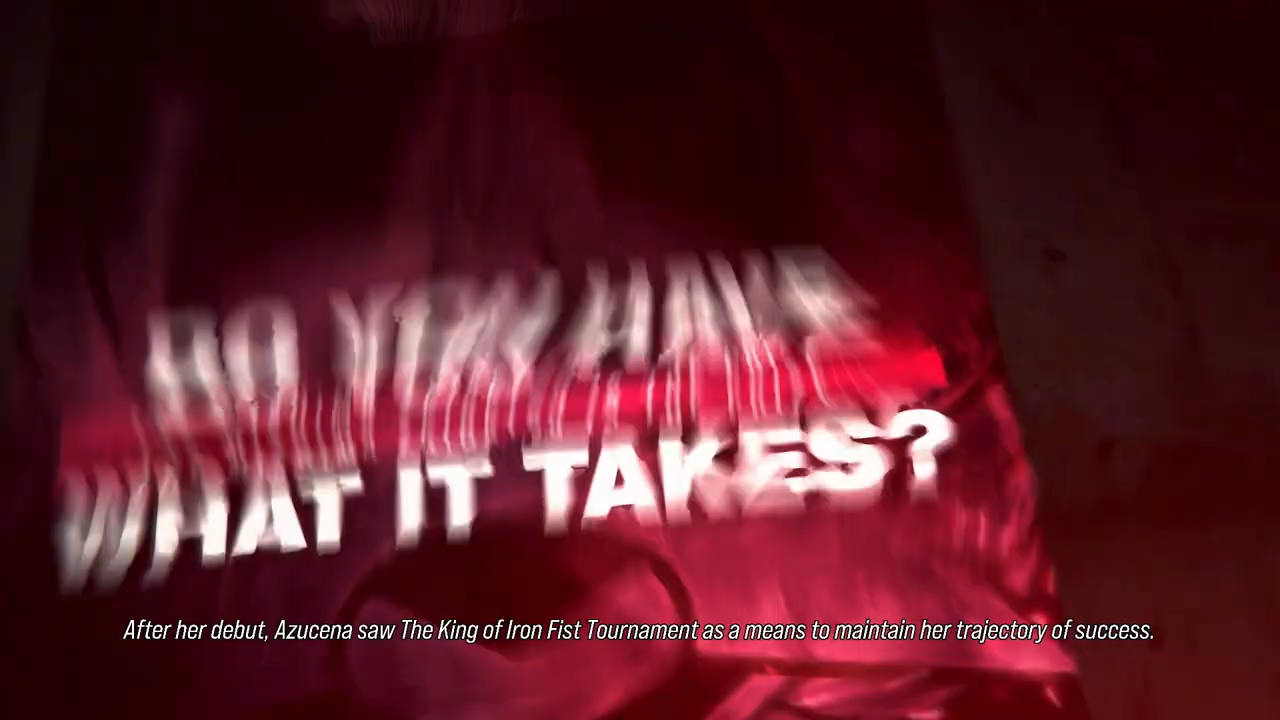 DO YOU HAVE
WHAT IT TAKES?
After her debut, Azucena saw The King of Iron Fist Tournament as a means to maintain her trajectory of success.